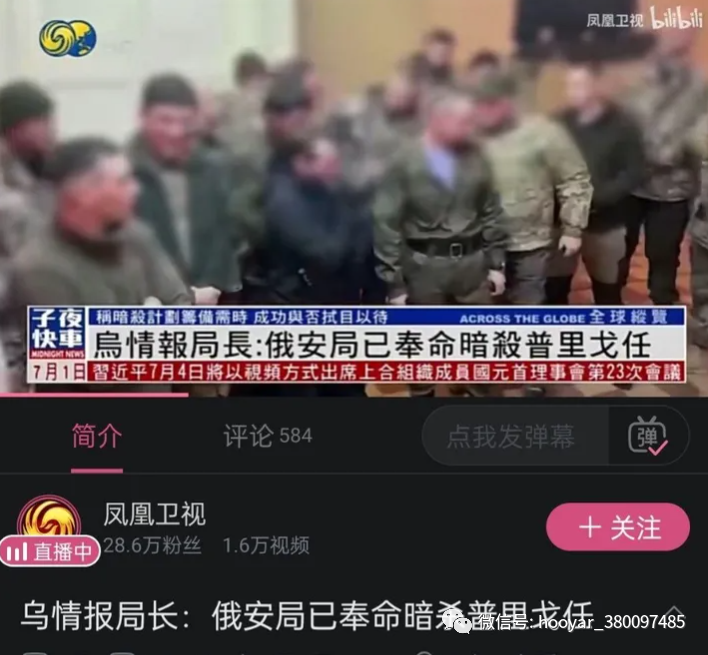 凤凰卫视 bilibili
子夜快車
MIDNIGHT NEWS
7月1日
稱暗殺計劃籌備需時 成功與否拭目以待
ACROSS THE GLOBE 全球縱覽
烏情報局長:俄安局已奉命暗殺普里戈任
習近平7月4日將以視頻方式出席上合組織成員國元首理事會第23次會議
简介
评论 584
点我发弹幕
弹
凤凰卫视
直播中
28.6万粉丝 1.6万视频
+ 关注
乌情报局长：俄安局已奉命暗杀普里戈任
微信号: hooyar_380097485